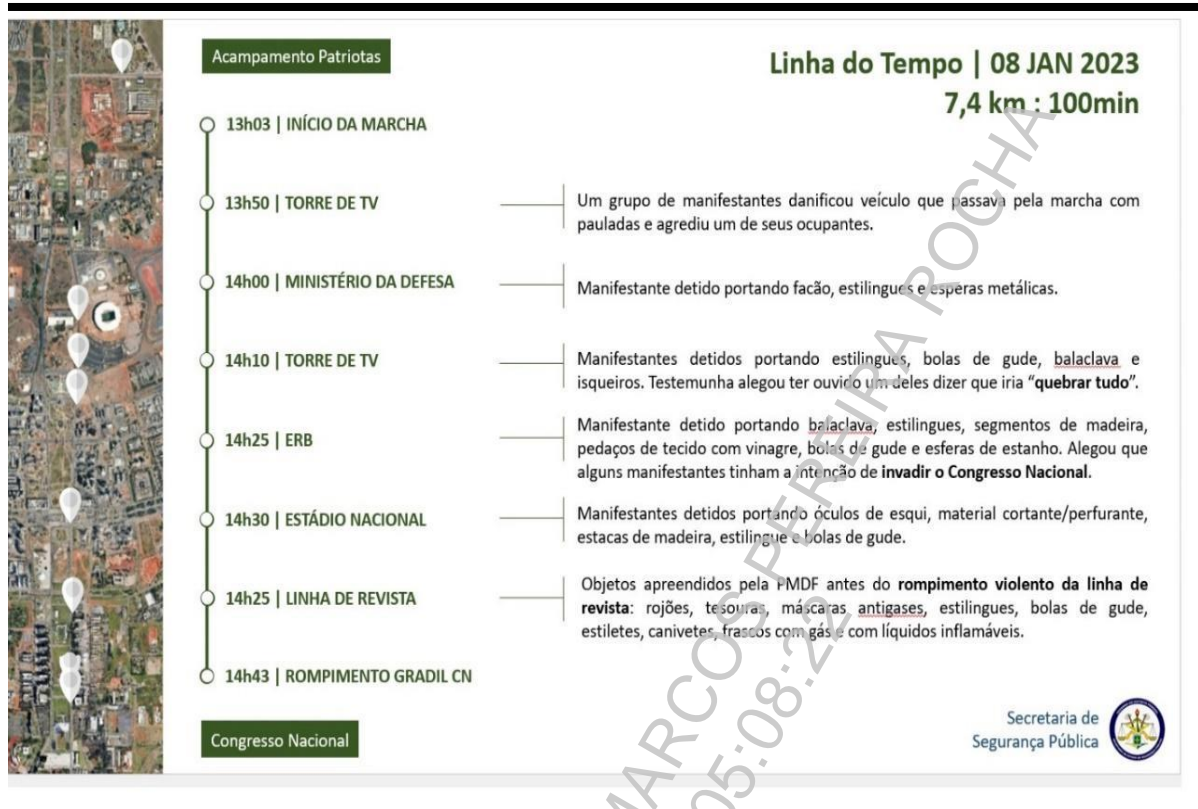 Acampamento Patriotas
Linha do Tempo | 08 JAN 2023
7,4 km : 100min
13h03 | INÍCIO DA MARCHA
13h50 | TORRE DE TV
Um grupo de manifestantes danificou veículo que passava pela marcha com
pauladas e agrediu um de seus ocupantes.
14h00 | MINISTÉRIO DA DEFESA
Manifestante detido portando facão, estilingues e esperas metálicas.
14h10 | TORRE DE TV
Manifestantes detidos portando estilingues, bolas de gude, balaclava e
isqueiros. Testemunha alegou ter ouvido um deles dizer que iria “quebrar tudo”.
14h25 | ERB
Manifestante detido portando balaclava, estilingues, segmentos de madeira,
pedaços de tecido com vinagre, bolas de gude e esferas de estanho. Alegou que
alguns manifestantes tinham a intenção de invadir o Congresso Nacional.
14h30 | ESTÁDIO NACIONAL
Manifestantes detidos portando óculos de esqui, material cortante/perfurante,
estacas de madeira, estilingue e bolas de gude.
14h25 | LINHA DE REVISTA
Objetos apreendidos pela PMDF antes do rompimento violento da linha de
revista: rojões, tesouras, máscaras antigases, estilingues, bolas de gude,
estiletes, canivetes, frascos com gás e com líquidos inflamáveis.
14h43 | ROMPIMENTO GRADIL CN
Congresso Nacional
Secretaria de
Segurança Pública
MARCOS PEREIRA ROCHA
05:08:22